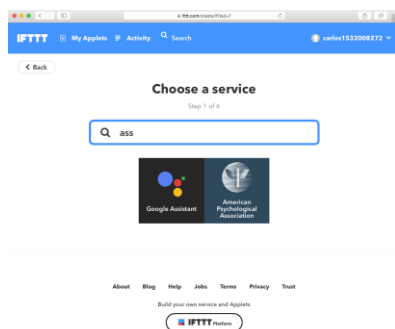 ifttt.com/create/if?sid=7
IFTTT My Applets Activity Search carlos1532008272
Back
Choose a service
Step 1 of 6
ass
Google Assistant
American
Psychological
Association
About Blog Help Jobs Terms Privacy Trust
Build your own service and Applets
IFTTT Platform